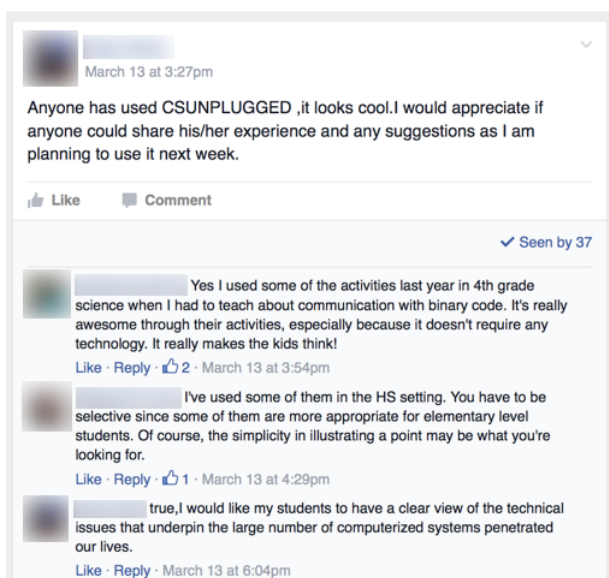 March 13 at 3:27pm
Anyone has used CSUNPLUGGED ,it looks cool.I would appreciate if
anyone could share his/her experience and any suggestions as I am
planning to use it next week.
Like Comment
Seen by 37
Yes I used some of the activities last year in 4th grade
science when I had to teach about communication with binary code. It's really
awesome through their activities, especially because it doesn't require any
technology. It really makes the kids think!
Like · Reply · 2 · March 13 at 3:54pm
I've used some of them in the HS setting. You have to be
selective since some of them are more appropriate for elementary level
students. Of course, the simplicity in illustrating a point may be what you're
looking for.
Like · Reply · 1 · March 13 at 4:29pm
true,I would like my students to have a clear view of the technical
issues that underpin the large number of computerized systems penetrated
our lives.
Like · Reply · March 13 at 6:04pm